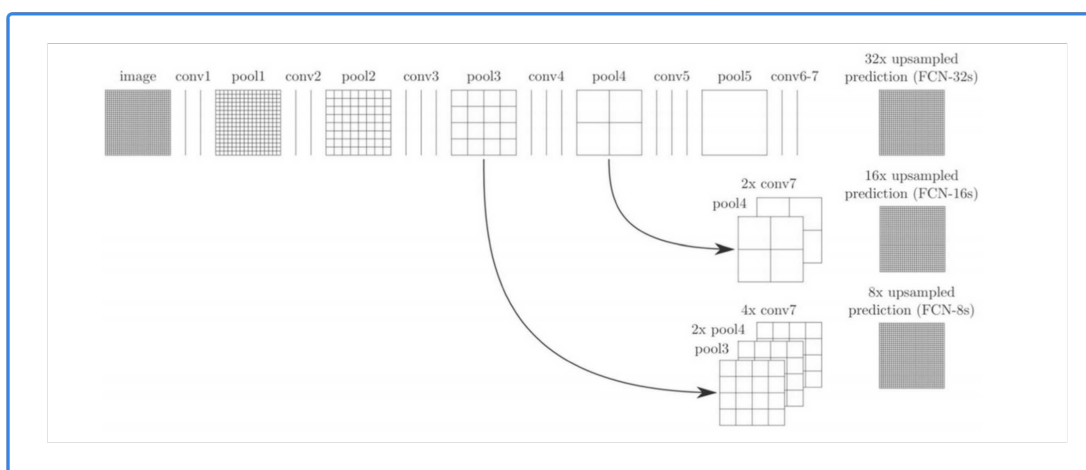 32x upsampled
image conv1 pool1 conv2 pool2 conv3 pool3 conv4 pool4 conv5 pool5 conv6-7 prediction (FCN-32s)
16x upsampled
2x conv7 prediction (FCN-16s)
pool4
8x upsampled
4x conv7 prediction (FCN-8s)
2x pool4
pool3